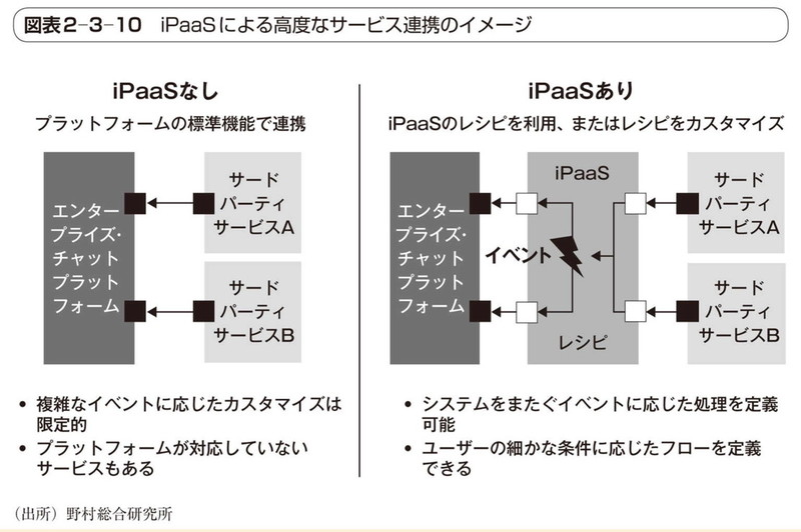 図表2-3-10 iPaaSによる高度なサービス連携のイメージ
iPaaSなし
プラットフォームの標準機能で連携
エンター
プライズ・
チャット
プラット
フォーム
サード
パーティ
サービスA
サード
パーティ
サービスB
• 複雑なイベントに応じたカスタマイズは
限定的
• プラットフォームが対応していない
サービスもある
iPaaSあり
iPaaSのレシピを利用、またはレシピをカスタマイズ
エンター
プライズ・
チャット
プラット
フォーム
iPaaS
イベント
レシピ
サード
パーティ
サービスA
サード
パーティ
サービスB
• システムをまたぐイベントに応じた処理を定義
可能
• ユーザーの細かな条件に応じたフローを定義
できる
（出所）野村総合研究所